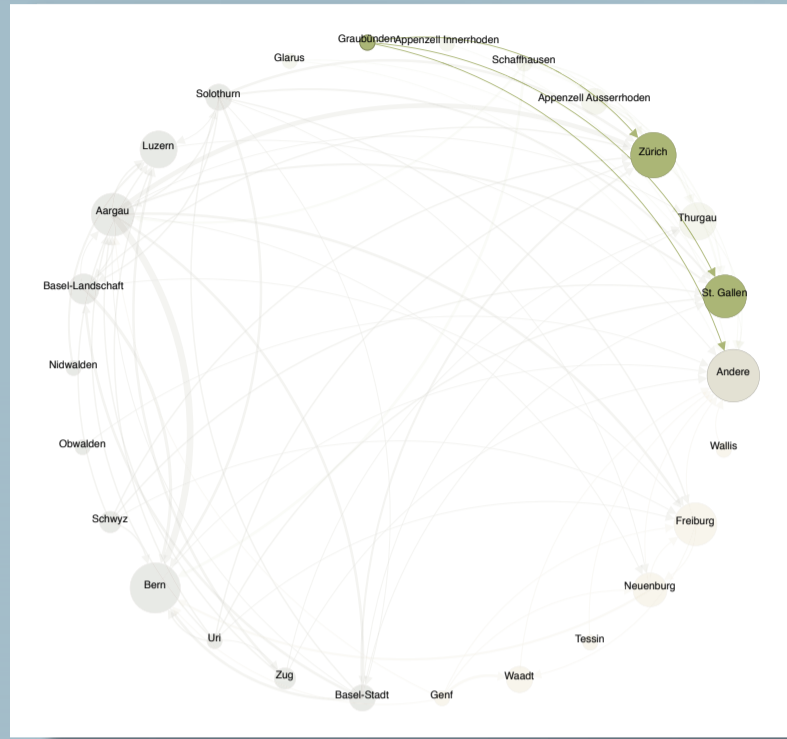 Graubünden
Appenzell Innerrhoden
Glarus
Schaffhausen
Solothurn
Appenzell Ausserrhoden
Luzern
Zürich
Aargau
Thurgau
Basel-Landschaft
St. Gallen
Nidwalden
Andere
Obwalden
Wallis
Schwyz
Freiburg
Bern
Neuenburg
Uri
Tessin
Zug
Waadt
Basel-Stadt
Genf